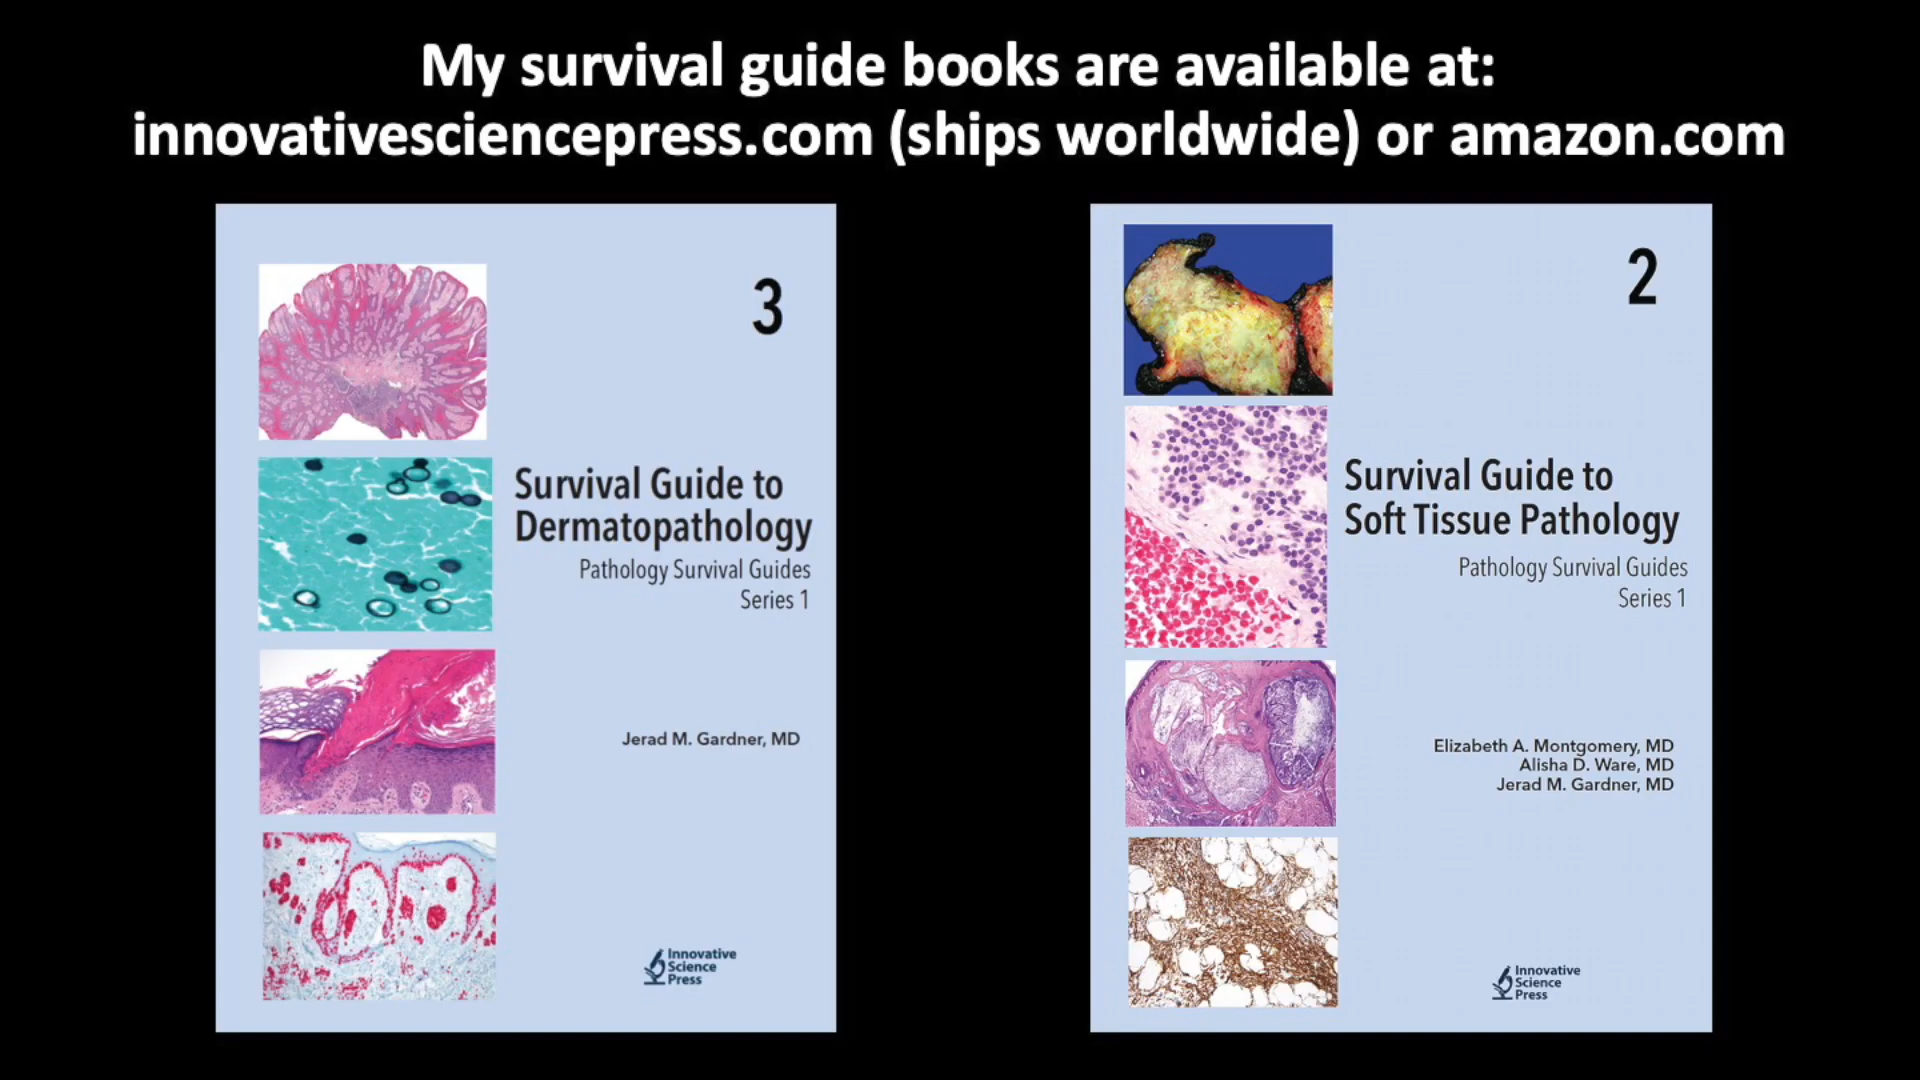 My survival guide books are available at:
innovativesciencepress.com (ships worldwide) or amazon.com
3
Survival Guide to
Dermatopathology
Pathology Survival Guides
Series 1
Jerad M. Gardner, MD
Innovative
Science
Press
2
Survival Guide to
Soft Tissue Pathology
Pathology Survival Guides
Series 1
Elizabeth A. Montgomery, MD
Alisha D. Ware, MD
Jerad M. Gardner, MD
Innovative
Science
Press